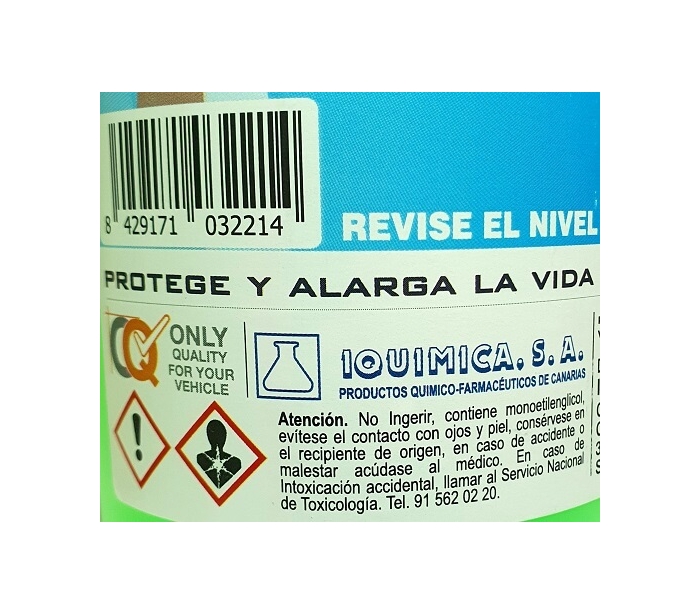 8 429171 032214
REVISE EL NIVEL
PROTEGE Y ALARGA LA VIDA
CQ ONLY
QUALITY
FOR YOUR
VEHICLE
IQUIMICA, S. A.
PRODUCTOS QUIMICO-FARMACÉUTICOS DE CANARIAS
Atención. No Ingerir, contiene monoetilenglicol,
evítese el contacto con ojos y piel, consérvese en
el recipiente de origen, en caso de accidente o
malestar acúdase al médico. En caso de
Intoxicación accidental, llamar al Servicio Nacional
de Toxicología. Tel. 91 562 02 20.